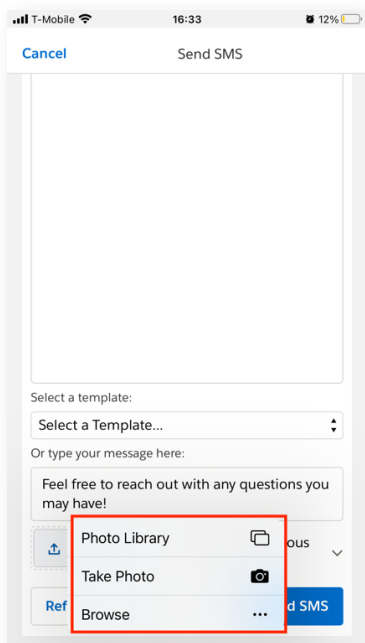 T-Mobile 16:33 12%
Cancel Send SMS
Select a template:
Select a Template...
Or type your message here:
Feel free to reach out with any questions you
may have!
Photo Library
ous
Take Photo
Browse ...
Ref
d SMS